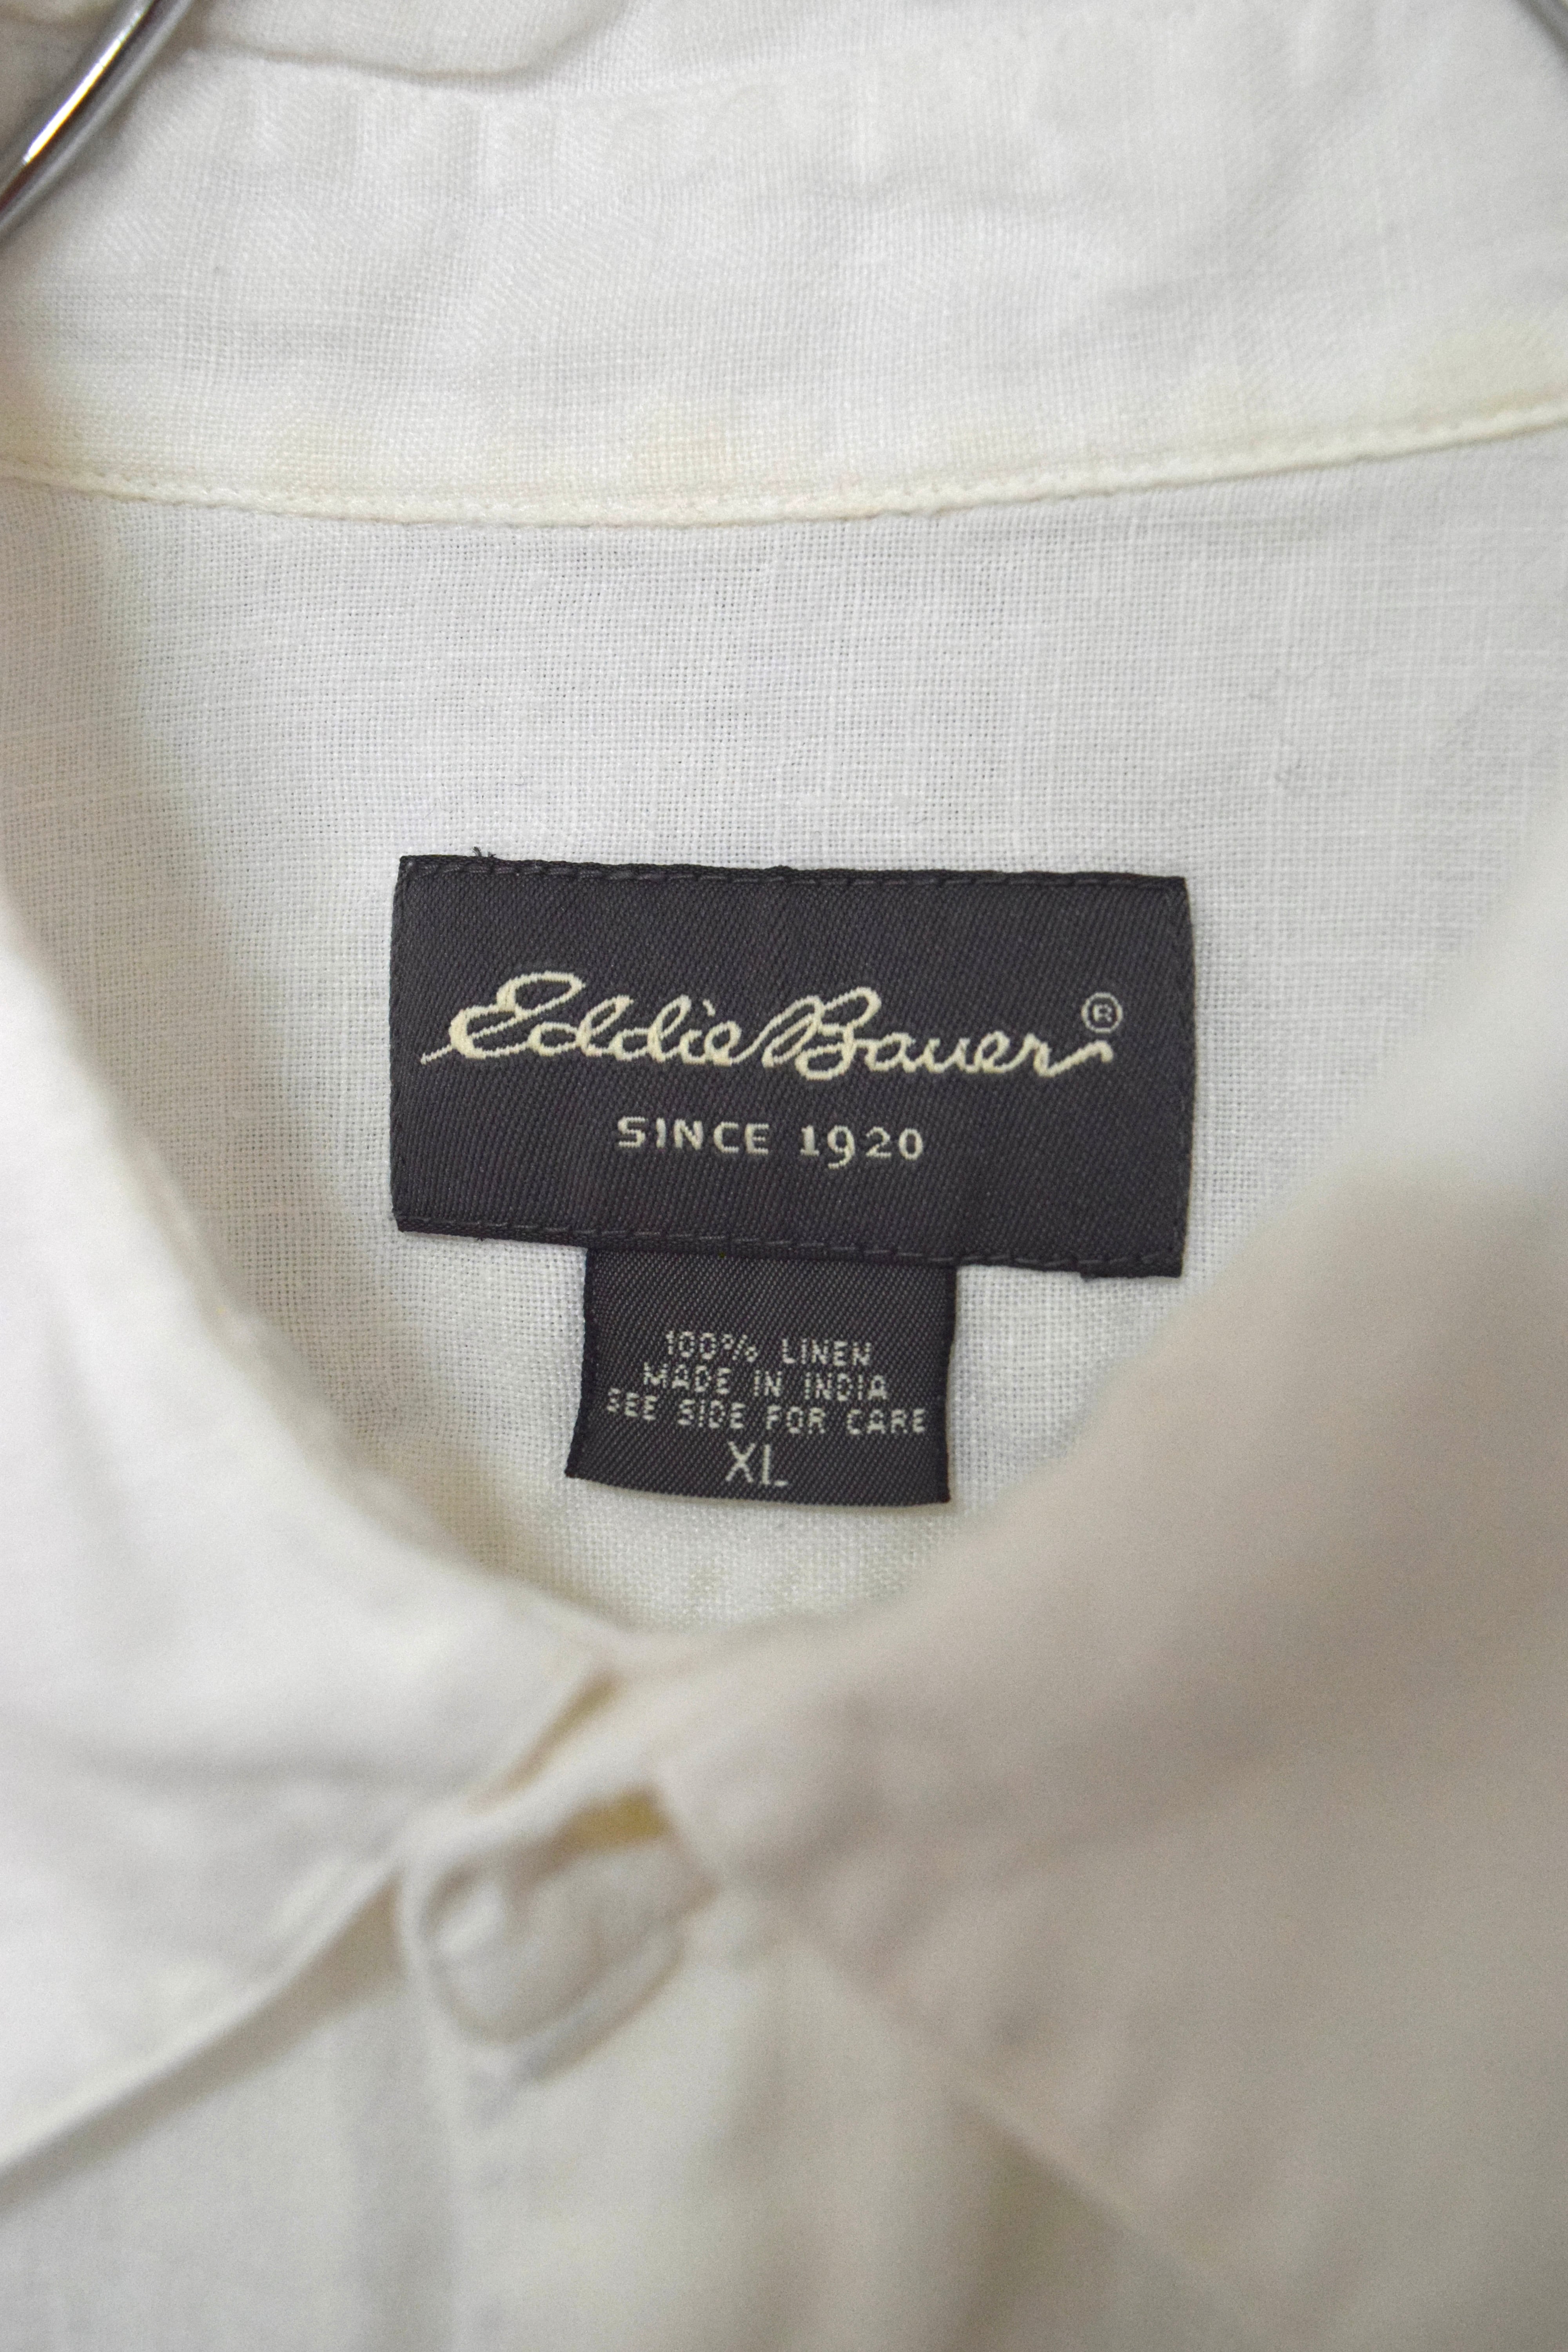 Eddie Bauer®
SINCE 1920
100% LINEN
MADE IN INDIA
SEE SIDE FOR CARE
XL